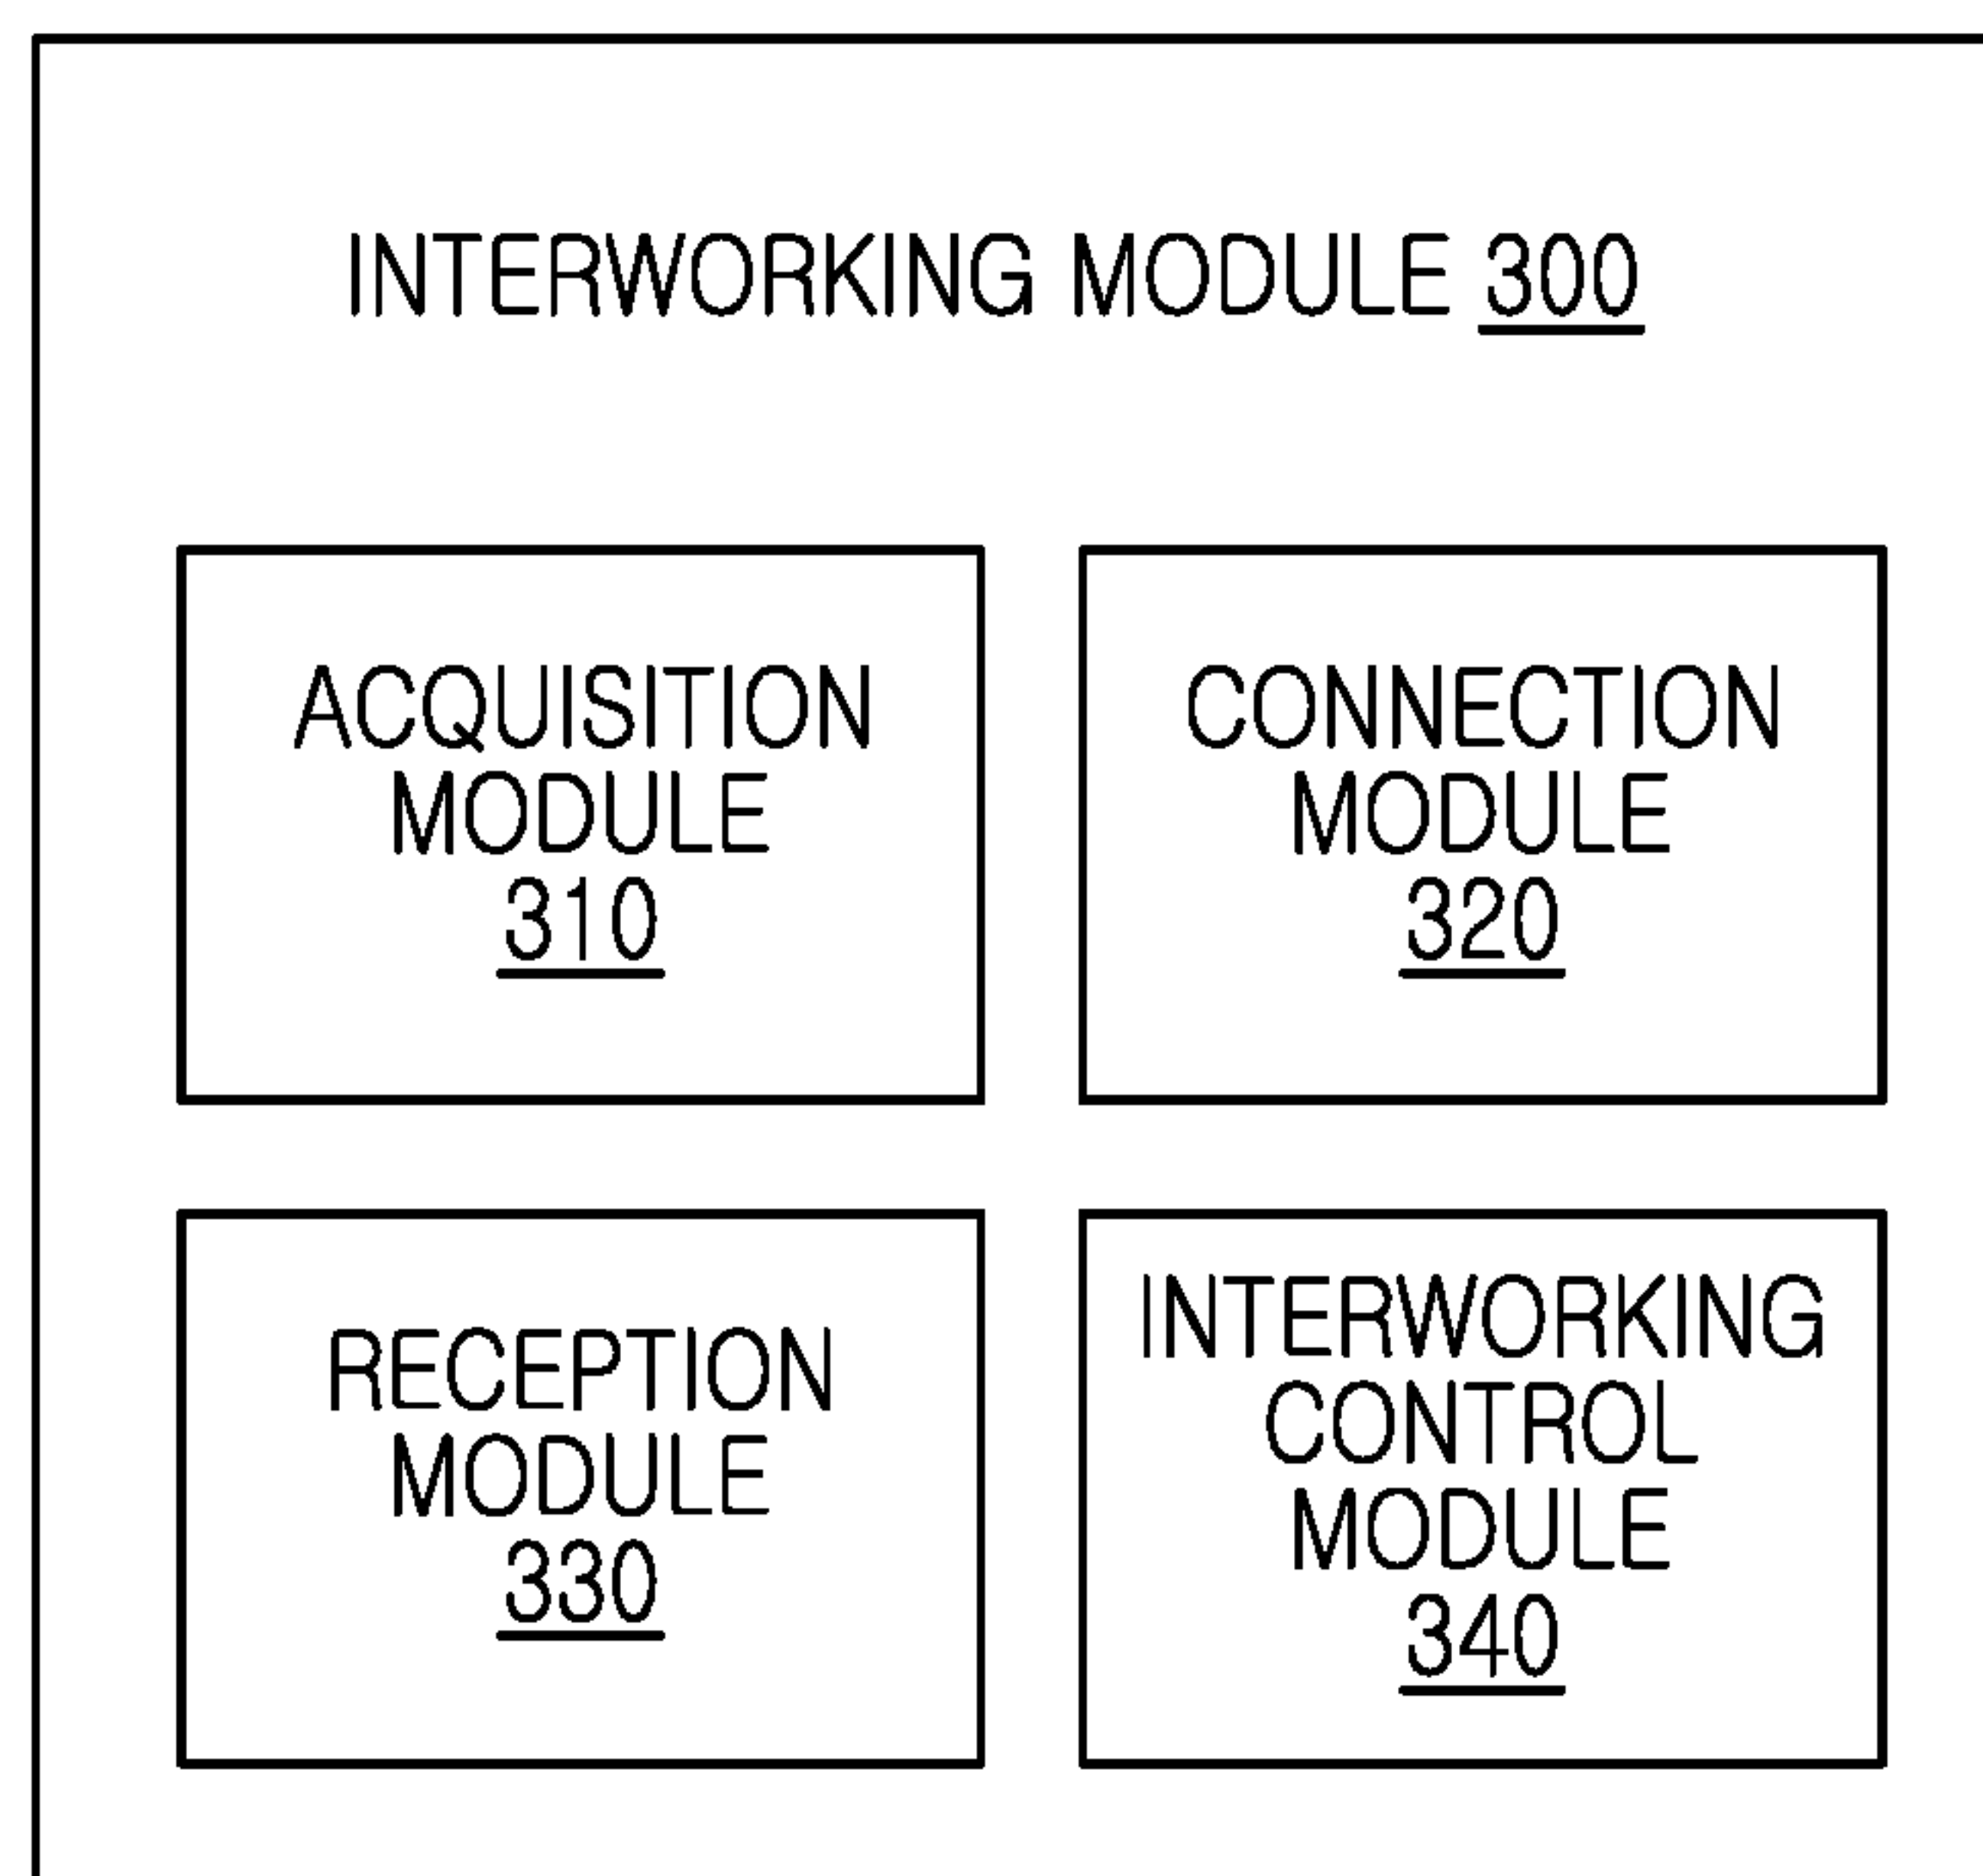 INTERWORKING MODULE 300
ACQUISITION
MODULE
310
CONNECTION
MODULE
320
RECEPTION
MODULE
330
INTERWORKING
CONTROL
MODULE
340